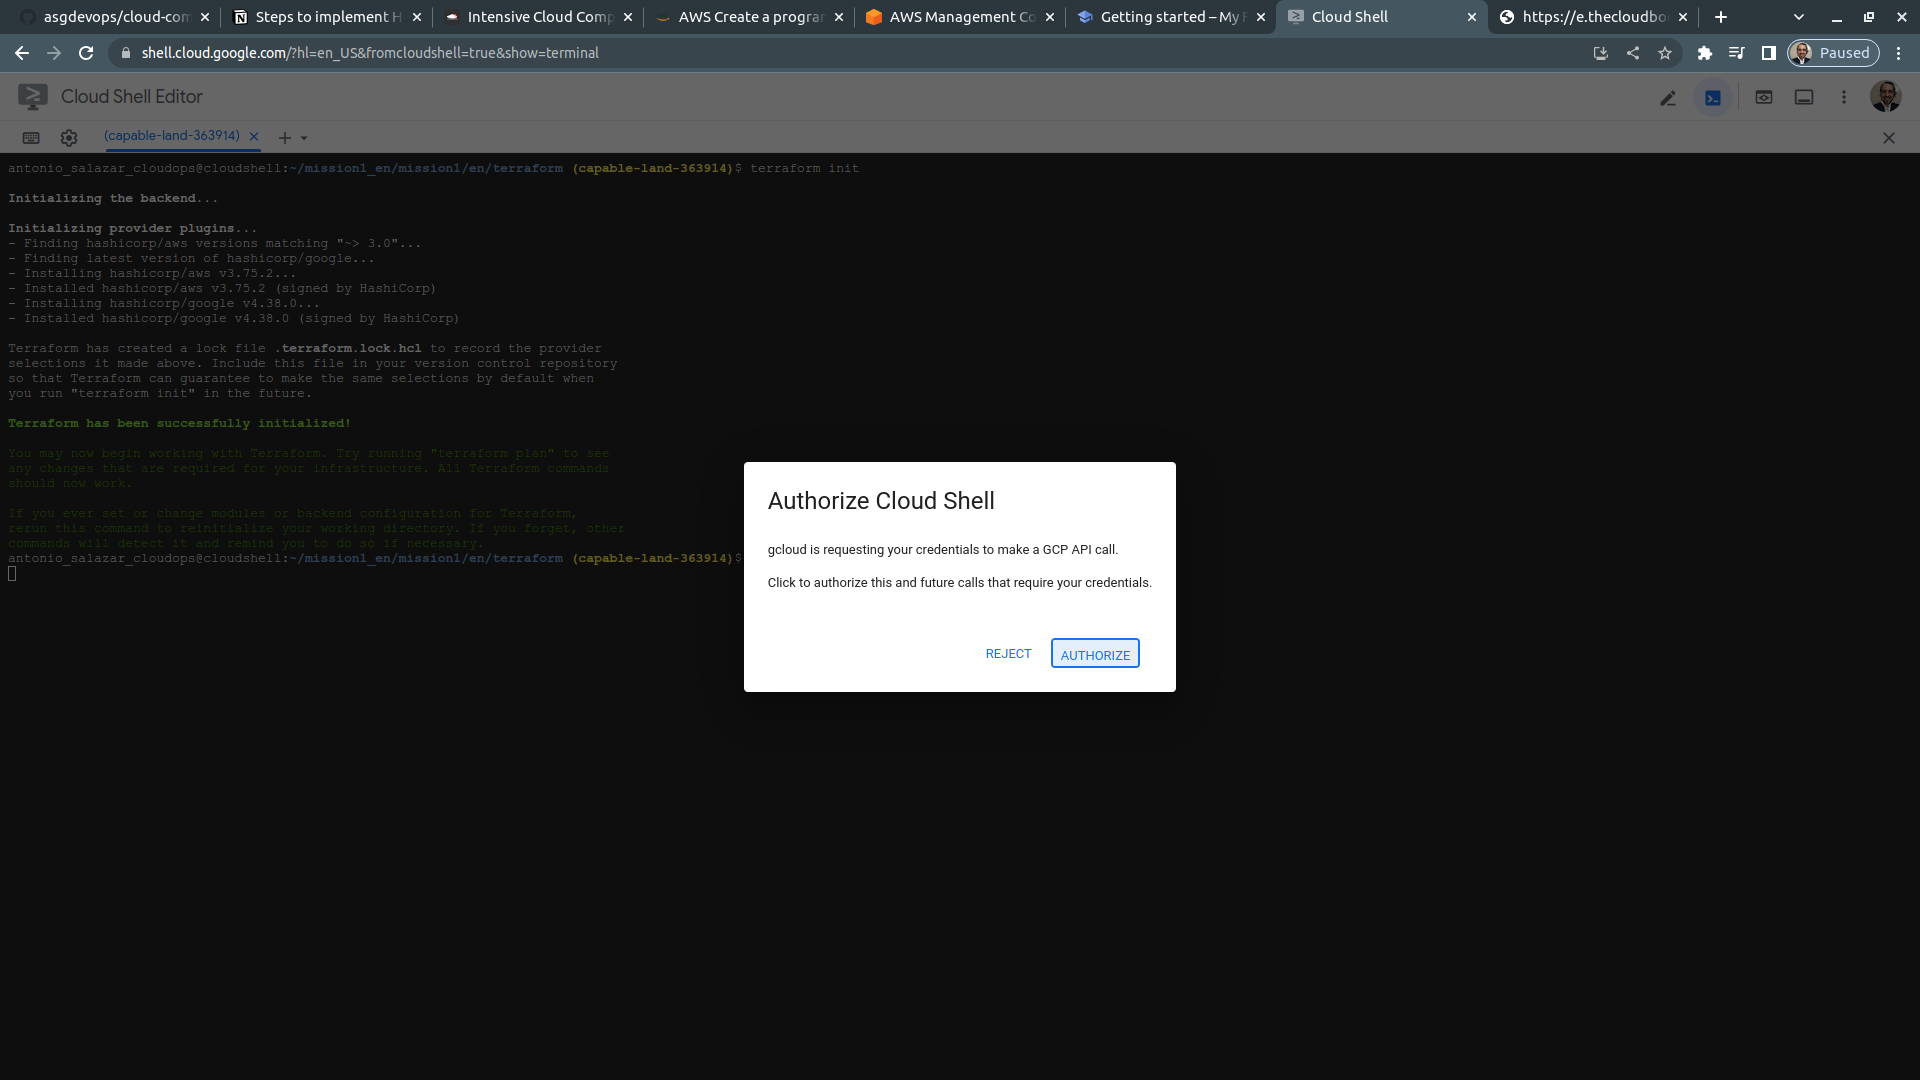 asgdevops/cloud-con
Steps to implement H
Intensive Cloud Comp
AWS Create a prograr
AWS Management Co
Getting started – My F
Cloud Shell
https://e.thecloudbo
shell.cloud.google.com/?hl=en_US&fromcloudshell=true&show=terminal
Paused
Cloud Shell Editor
(capable-land-363914)
antonio_salazar_cloudops@cloudshell:~/mission1_en/mission1/en/terraform (capable-land-363914)$ terraform init
Initializing the backend...
Initializing provider plugins...
- Finding hashicorp/aws versions matching "~> 3.0"...
- Finding latest version of hashicorp/google...
- Installing hashicorp/aws v3.75.2...
- Installed hashicorp/aws v3.75.2 (signed by HashiCorp)
- Installing hashicorp/google v4.38.0...
- Installed hashicorp/google v4.38.0 (signed by HashiCorp)
Terraform has created a lock file .terraform.lock.hcl to record the provider
selections it made above. Include this file in your version control repository
so that Terraform can guarantee to make the same selections by default when
you run "terraform init" in the future.
Terraform has been successfully initialized!
You may now begin working with Terraform. Try running "terraform plan" to see
any changes that are required for your infrastructure. All Terraform commands
should now work.
If you ever set or change modules or backend configuration for Terraform,
rerun this command to reinitialize your working directory. If you forget, other
commands will detect it and remind you to do so if necessary.
antonio_salazar_cloudops@cloudshell:~/mission1_en/mission1/en/terraform (capable-land-363914)$
Authorize Cloud Shell
gcloud is requesting your credentials to make a GCP API call.
Click to authorize this and future calls that require your credentials.
REJECT
AUTHORIZE